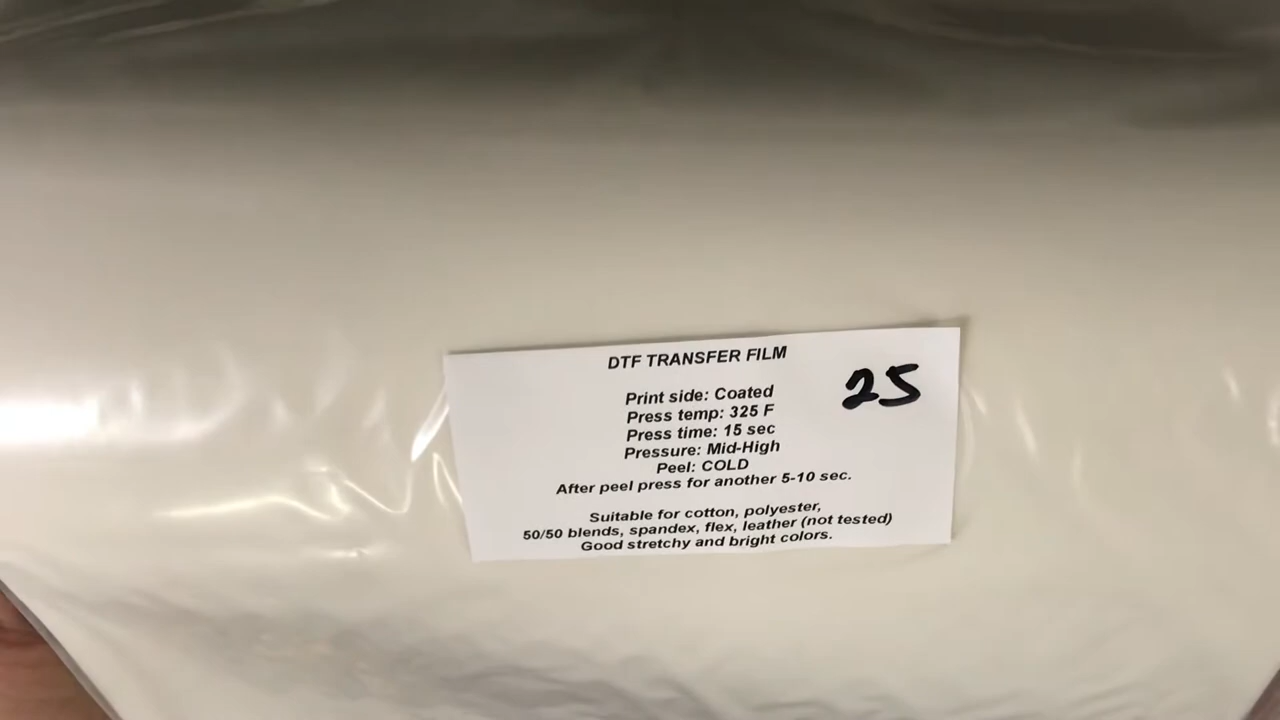 DTF TRANSFER FILM
25
Print side: Coated
Press temp: 325 F
Press time: 15 sec
Pressure: Mid-High
Peel: COLD
After peel press for another 5-10 sec.
Suitable for cotton, polyester,
50/50 blends, spandex, flex, leather (not tested)
Good stretchy and bright colors.